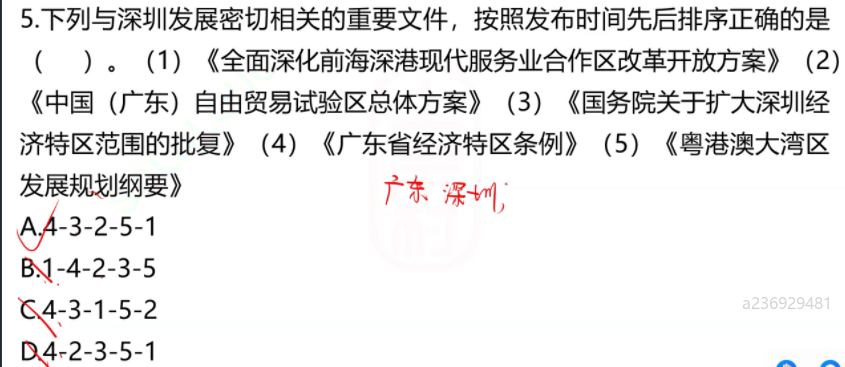 5.下列与深圳发展密切相关的重要文件，按照发布时间先后排序正确的是
（　　）。（1）《全面深化前海深港现代服务业合作区改革开放方案》（2）
《中国（广东）自由贸易试验区总体方案》（3）《国务院关于扩大深圳经
济特区范围的批复》（4）《广东省经济特区条例》（5）《粤港澳大湾区
发展规划纲要》
广东 深圳;
A.4-3-2-5-1
B.1-4-2-3-5
C.4-3-1-5-2
D.4-2-3-5-1
a236929481